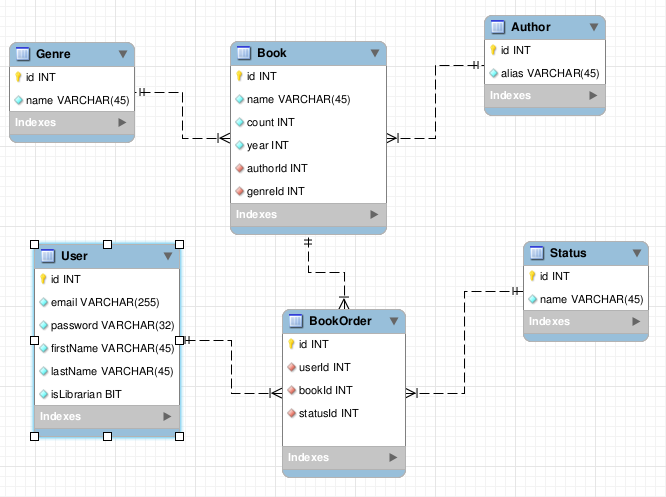 Genre
id INT
name VARCHAR(45)
Indexes
Book
id INT
name VARCHAR(45)
count INT
year INT
authorId INT
genreId INT
Indexes
Author
id INT
alias VARCHAR(45)
Indexes
User
id INT
email VARCHAR(255)
password VARCHAR(32)
firstName VARCHAR(45)
lastName VARCHAR(45)
isLibrarian BIT
Indexes
BookOrder
id INT
userId INT
bookId INT
statusId INT
Indexes
Status
id INT
name VARCHAR(45)
Indexes